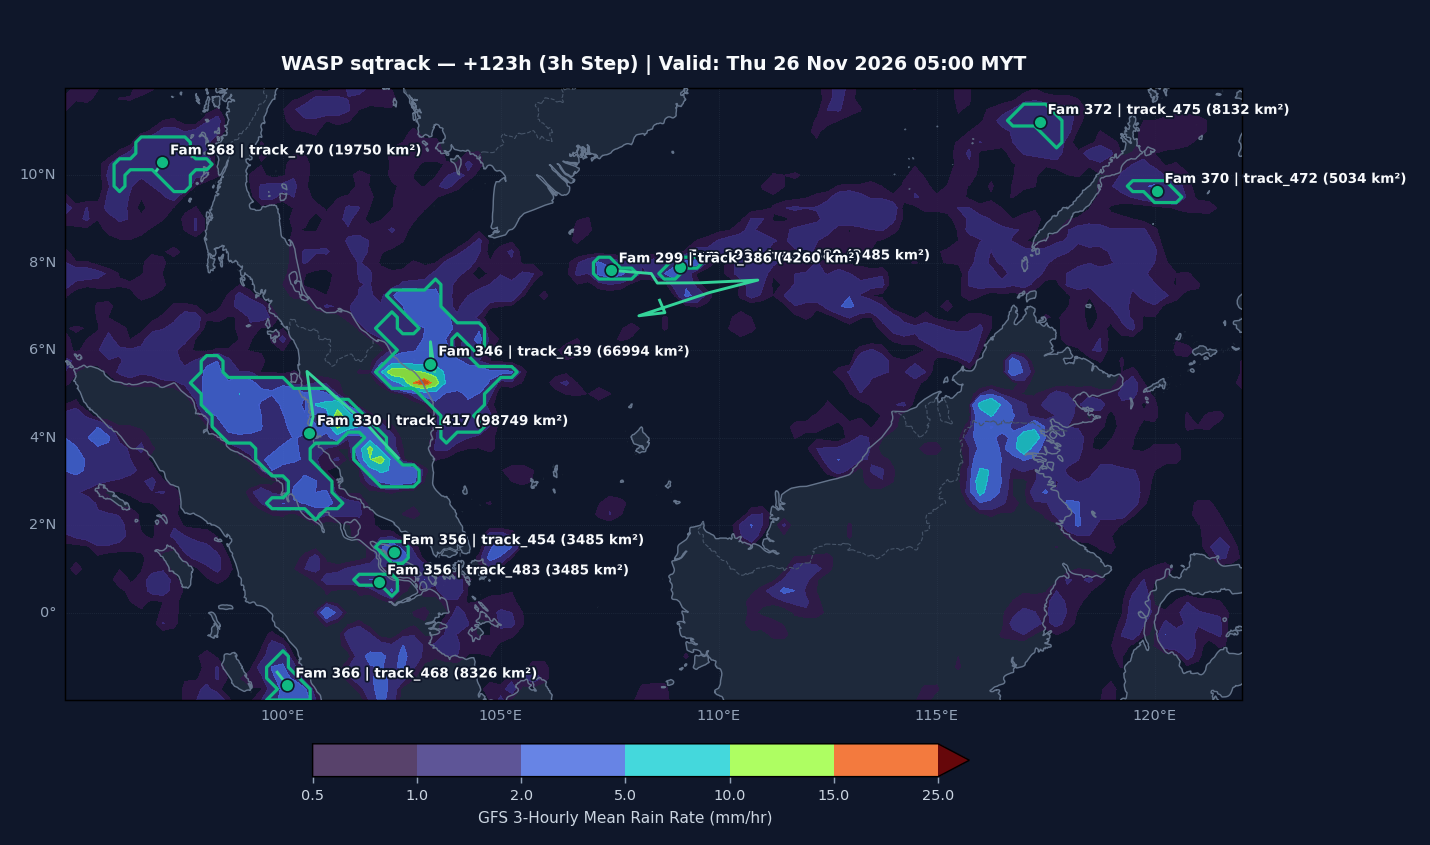 WASP sqtrack — +123h (3h Step) | Valid: Thu 26 Nov 2026 05:00 MYT
Fam 372 | track_475 (8132 km²)
Fam 368 | track_470 (19750 km²)
10°N
Fam 370 | track_472 (5034 km²)
Fam 299 | track_386 (4260 km²)
3485 km²)
8°N
6°N
Fam 346 | track_439 (66994 km²)
Fam 330 | track_417 (98749 km²)
4°N
2°N
Fam 356 | track_454 (3485 km²)
Fam 356 | track_483 (3485 km²)
0°
Fam 366 | track_468 (8326 km²)
100°E
105°E
110°E
115°E
120°E
0.5
1.0
2.0
5.0
10.0
15.0
25.0
GFS 3-Hourly Mean Rain Rate (mm/hr)